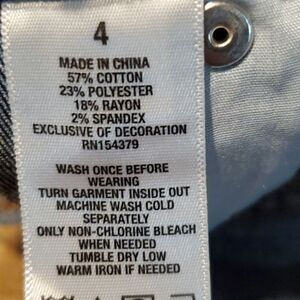 4
MADE IN CHINA
57% COTTON
23% POLYESTER
18% RAYON
2% SPANDEX
EXCLUSIVE OF DECORATION
RN154379
WASH ONCE BEFORE
WEARING
TURN GARMENT INSIDE OUT
MACHINE WASH COLD
SEPARATELY
ONLY NON-CHLORINE BLEACH
WHEN NEEDED
TUMBLE DRY LOW
WARM IRON IF NEEDED